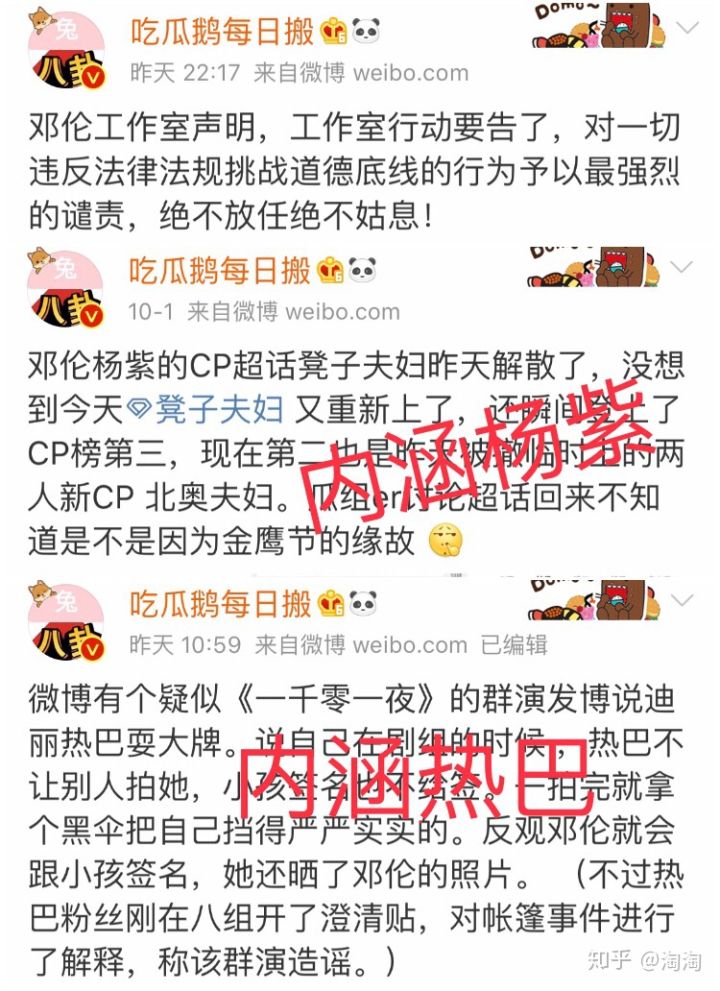 兔
八卦
吃瓜鹅每日搬
Domo~
昨天 22:17 来自微博 weibo.com
邓伦工作室声明，工作室行动要告了，对一切
违反法律法规挑战道德底线的行为予以最强烈
的谴责，绝不放任绝不姑息！
兔
八卦
吃瓜鹅每日搬
10-1 来自微博 weibo.com
邓伦杨紫的CP超话凳子夫妇昨天解散了，没想
到今天凳子夫妇 又重新上了，还瞬间登上了
CP榜第三，现在第二也是昨天被撤临时上的两
人新CP 北奥夫妇。瓜组er讨论超话回来不知
道是不是因为金鹰节的缘故
内涵杨紫
兔
八卦
吃瓜鹅每日搬
昨天 10:59 来自微博 weibo.com 已编辑
微博有个疑似《一千零一夜》的群演发博说迪
丽热巴耍大牌。说自己在剧组的时候，热巴不
让别人拍她，小孩签名也不给签。一拍完就拿
个黑伞把自己挡得严严实实的。反观邓伦就会
跟小孩签名，她还晒了邓伦的照片。（不过热
巴粉丝刚在八组开了澄清贴，对帐篷事件进行
了解释，称该群演造谣。）
内涵热巴
知乎 @淘淘